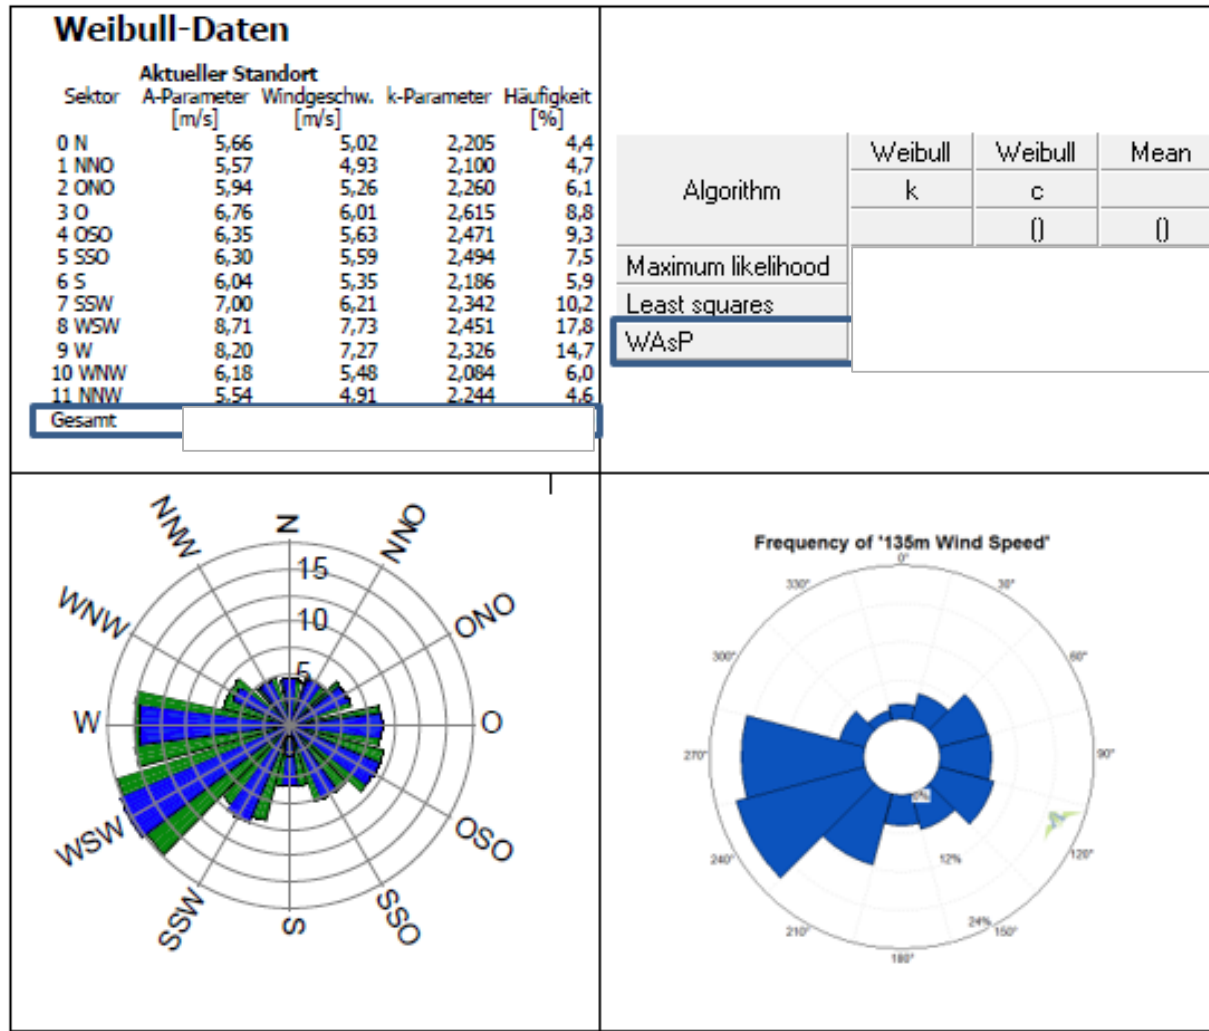 Weibull-Daten
Aktueller Standort
Sektor A-Parameter Windgeschw. k-Parameter Häufigkeit
[m/s] [m/s] [%]
0 N 5,66 5,02 2,205 4,4
1 NNO 5,57 4,93 2,100 4,7
2 ONO 5,94 5,26 2,260 6,1
3 O 6,76 6,01 2,615 8,8
4 OSO 6,35 5,63 2,471 9,3
5 SSO 6,30 5,59 2,494 7,5
6 S 6,04 5,35 2,186 5,9
7 SSW 7,00 6,21 2,342 10,2
8 WSW 8,71 7,73 2,451 17,8
9 W 8,20 7,27 2,326 14,7
10 WNW 6,18 5,48 2,084 6,0
11 NNW 5,54 4,91 2,244 4,6
Gesamt
Algorithm
Weibull Weibull Mean
k c
() ()
Maximum likelihood
Least squares
WAsP
N
NNO
ONO
O
OSO
SSO
S
SSW
WSW
W
WNW
NNW
15
10
5
Frequency of '135m Wind Speed'
0°
30°
60°
90°
120°
150°
180°
210°
240°
270°
300°
330°
0%
12%
24%